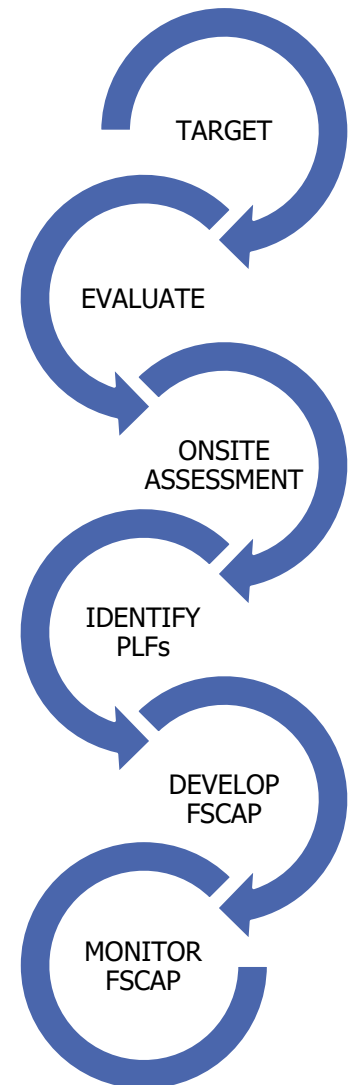 TARGET
EVALUATE
ONSITE
ASSESSMENT
IDENTIFY
PLFs
DEVELOP
FSCAP
MONITOR
FSCAP